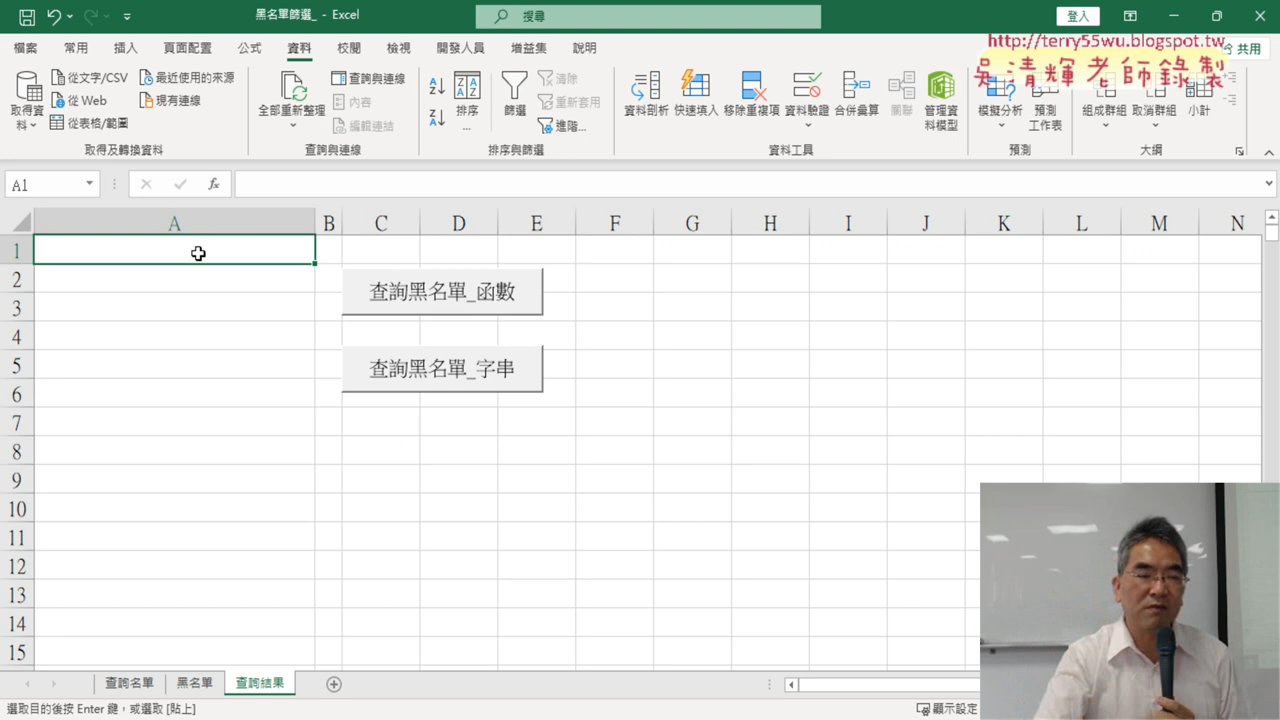 黑名單篩選_ - Excel
搜尋
登入
檔案 常用 插入 頁面配置 公式 資料 校閱 檢視 開發人員 增益集 說明
共用
http://terry55wu.blogspot.tw
吳清輝老師錄製
取得資料
從文字/CSV
從 Web
從表格/範圍
最近使用的來源
現有連線
取得及轉換資料
全部重新整理
查詢與連線
內容
編輯連結
查詢與連線
排序...
篩選
清除
重新套用
進階...
排序與篩選
資料剖析
快速填入
移除重複項
資料驗證
合併彙算
關聯
管理資料模型
資料工具
模擬分析
預測工作表
預測
組成群組
取消群組
小計
大綱
A1
fx
A B C D E F G H I J K L M N
1
2
3
4
5
6
7
8
9
10
11
12
13
14
15
查詢黑名單_函數
查詢黑名單_字串
查詢名單 黑名單 查詢結果
選取目的後按 Enter 鍵，或選取 [貼上]
顯示設定